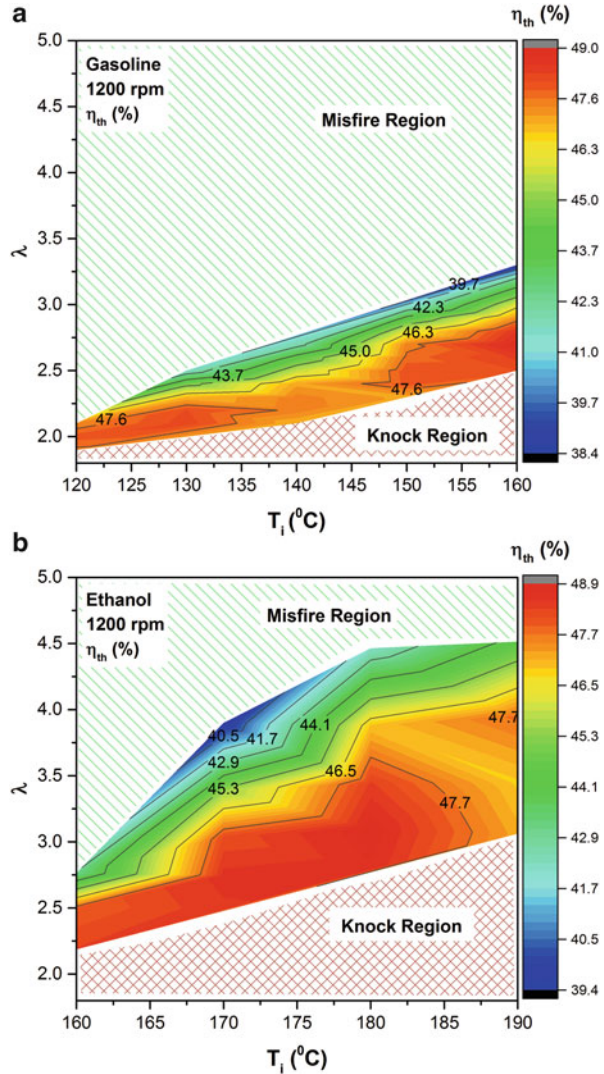 a
η_th (%)
Gasoline
1200 rpm
η_th (%)
Misfire Region
Knock Region
39.7
42.3
46.3
45.0
43.7
47.6
47.6
5.0
4.5
4.0
3.5
3.0
2.5
2.0
λ
120 125 130 135 140 145 150 155 160
T_i (⁰C)
49.0
47.6
46.3
45.0
43.7
42.3
41.0
39.7
38.4
b
η_th (%)
Ethanol
1200 rpm
η_th (%)
Misfire Region
Knock Region
40.5
41.7
44.1
42.9
45.3
46.5
47.7
47.7
5.0
4.5
4.0
3.5
3.0
2.5
2.0
λ
160 165 170 175 180 185 190
T_i (⁰C)
48.9
47.7
46.5
45.3
44.1
42.9
41.7
40.5
39.4